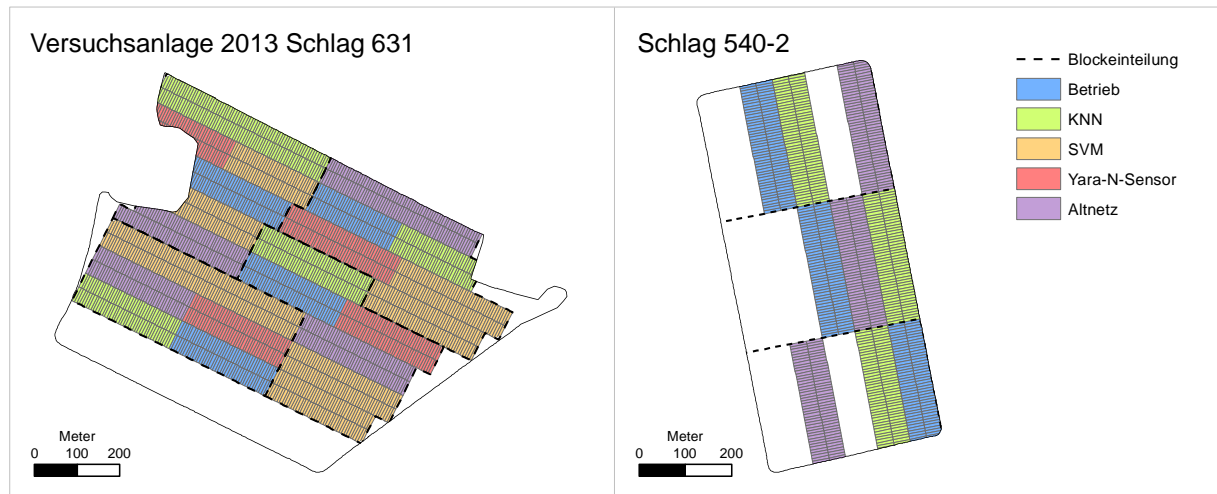 Versuchsanlage 2013 Schlag 631
Meter
0 100 200
Schlag 540-2
Meter
0 100 200
Blockeinteilung
Betrieb
KNN
SVM
Yara-N-Sensor
Altnetz